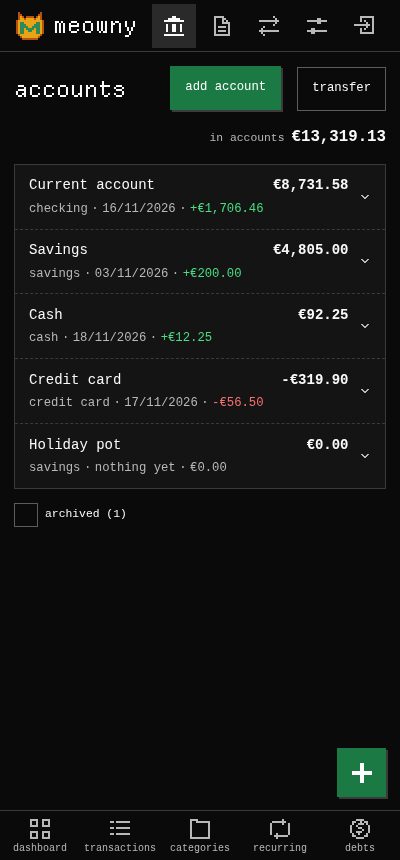 meowny
accounts
add account
transfer
in accounts €13,319.13
Current account €8,731.58
checking · 16/11/2026 · +€1,706.46
Savings €4,805.00
savings · 03/11/2026 · +€200.00
Cash €92.25
cash · 18/11/2026 · +€12.25
Credit card -€319.90
credit card · 17/11/2026 · -€56.50
Holiday pot €0.00
savings · nothing yet · €0.00
archived (1)
dashboard transactions categories recurring debts